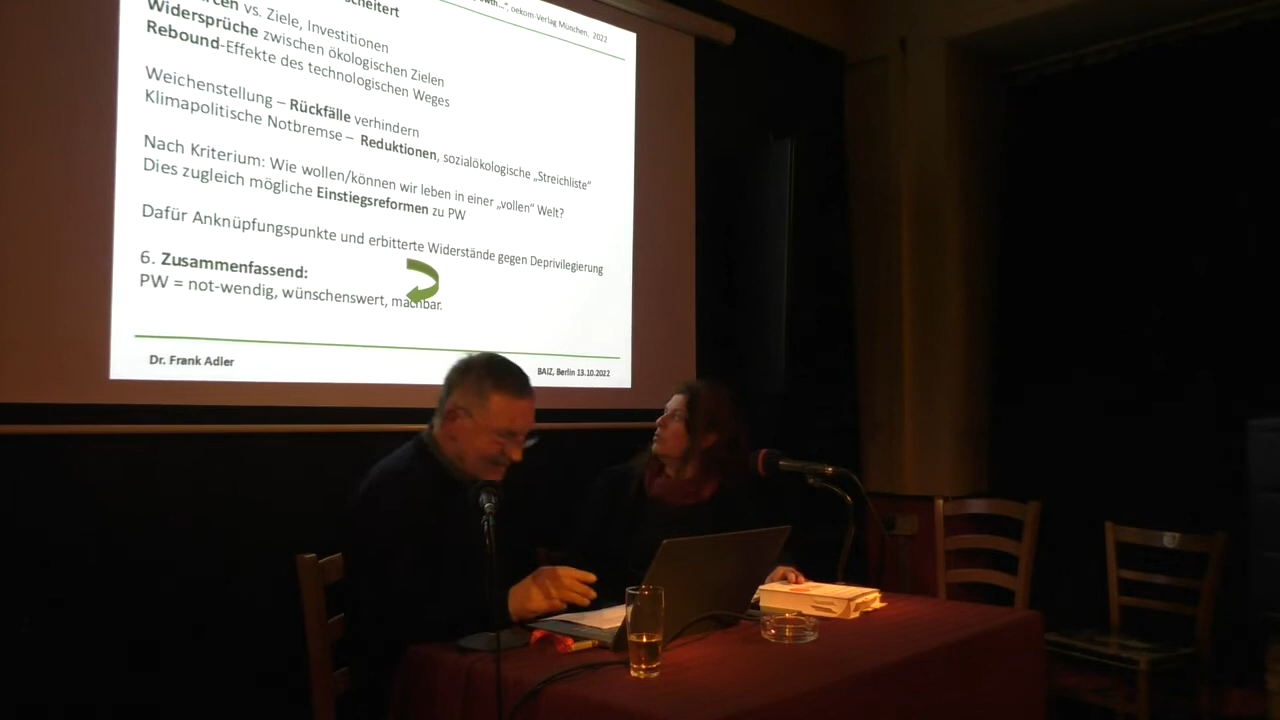 scheitert
owth...“, oekom-Verlag München, 2022
vs. Ziele, Investitionen
Widersprüche zwischen ökologischen Zielen
Rebound-Effekte des technologischen Weges
Weichenstellung – Rückfälle verhindern
Klimapolitische Notbremse – Reduktionen, sozialökologische „Streichliste“
Nach Kriterium: Wie wollen/können wir leben in einer „vollen“ Welt?
Dies zugleich mögliche Einstiegsreformen zu PW
Dafür Anknüpfungspunkte und erbitterte Widerstände gegen Deprivilegierung
6. Zusammenfassend:
PW = not-wendig, wünschenswert, machbar.
Dr. Frank Adler
BAIZ, Berlin 13.10.2022